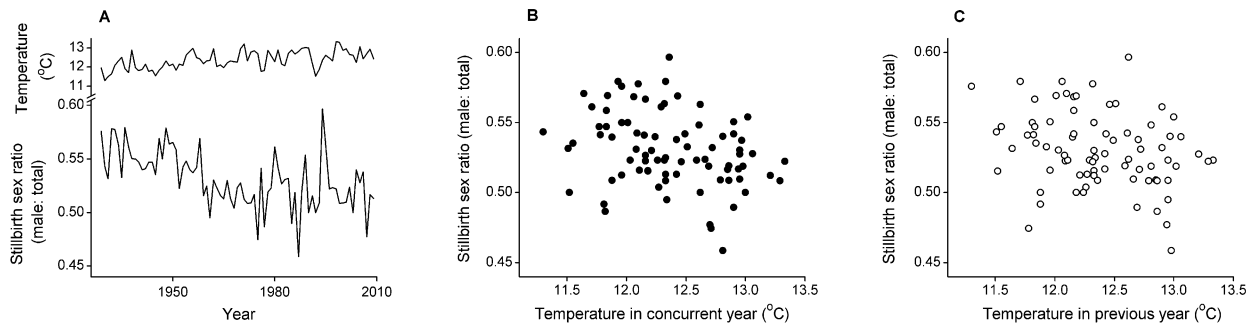 A
Temperature
(°C)
13
12
11
Stillbirth sex ratio
(male: total)
0.60
0.55
0.50
0.45
1950
1980
2010
Year
B
Stillbirth sex ratio (male: total)
0.60
0.55
0.50
0.45
11.5
12.0
12.5
13.0
13.5
Temperature in concurrent year (°C)
C
Stillbirth sex ratio (male: total)
0.60
0.55
0.50
0.45
11.5
12.0
12.5
13.0
13.5
Temperature in previous year (°C)